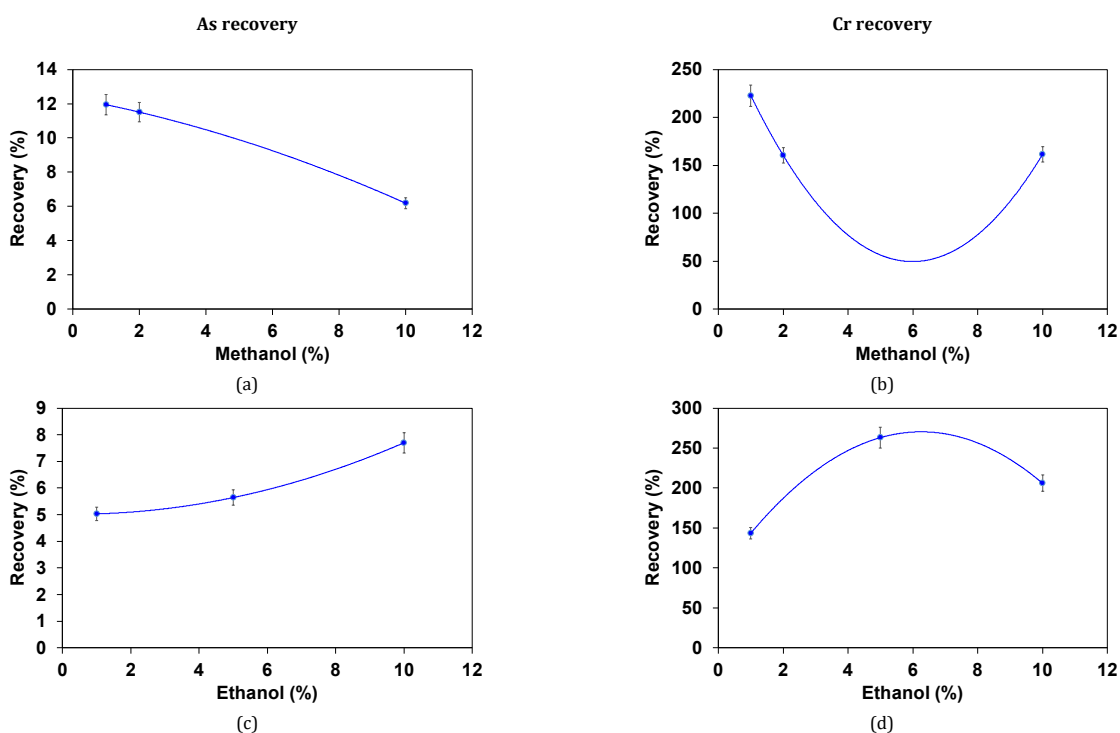 As recovery
Cr recovery
14
12
10
8
6
4
2
0
Recovery (%)
0 2 4 6 8 10 12
Methanol (%)
(a)
250
200
150
100
50
0
Recovery (%)
0 2 4 6 8 10 12
Methanol (%)
(b)
9
8
7
6
5
4
3
2
1
0
Recovery (%)
0 2 4 6 8 10 12
Ethanol (%)
(c)
300
250
200
150
100
50
0
Recovery (%)
0 2 4 6 8 10 12
Ethanol (%)
(d)